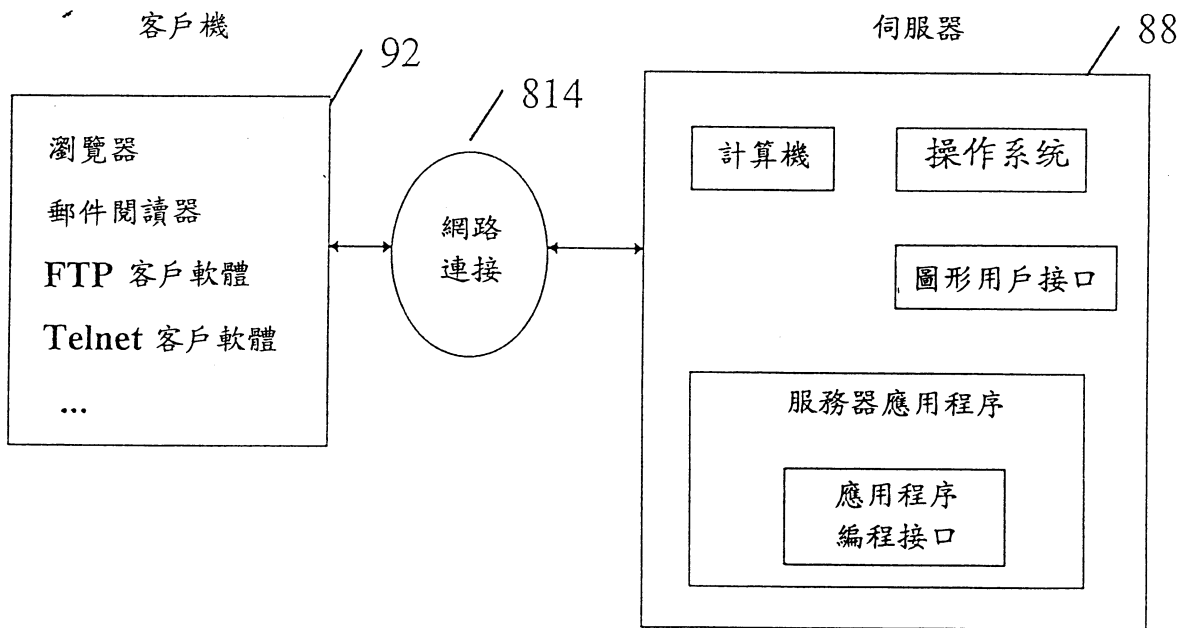 客戶機
92
瀏覽器
郵件閱讀器
FTP 客戶軟體
Telnet 客戶軟體
...
814
網路
連接
伺服器
88
計算機
操作系统
圖形用戶接口
服務器應用程序
應用程序
編程接口